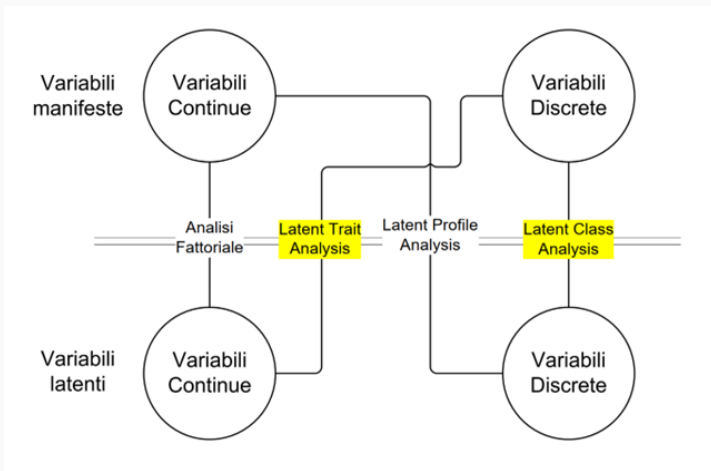 Variabili
manifeste
Variabili
Continue
Variabili
Discrete
Analisi
Fattoriale
Latent Trait
Analysis
Latent Profile
Analysis
Latent Class
Analysis
Variabili
latenti
Variabili
Continue
Variabili
Discrete